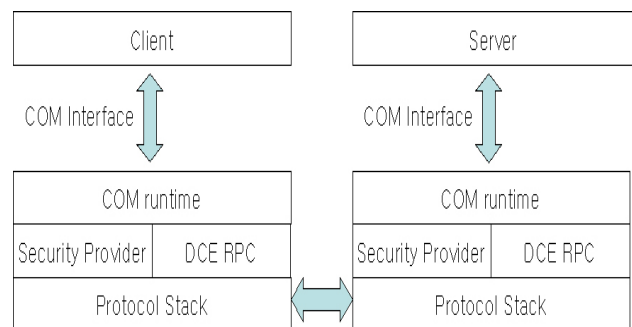 Client
Server
COM Interface
COM Interface
COM runtime
COM runtime
Security Provider
DCE RPC
Security Provider
DCE RPC
Protocol Stack
Protocol Stack